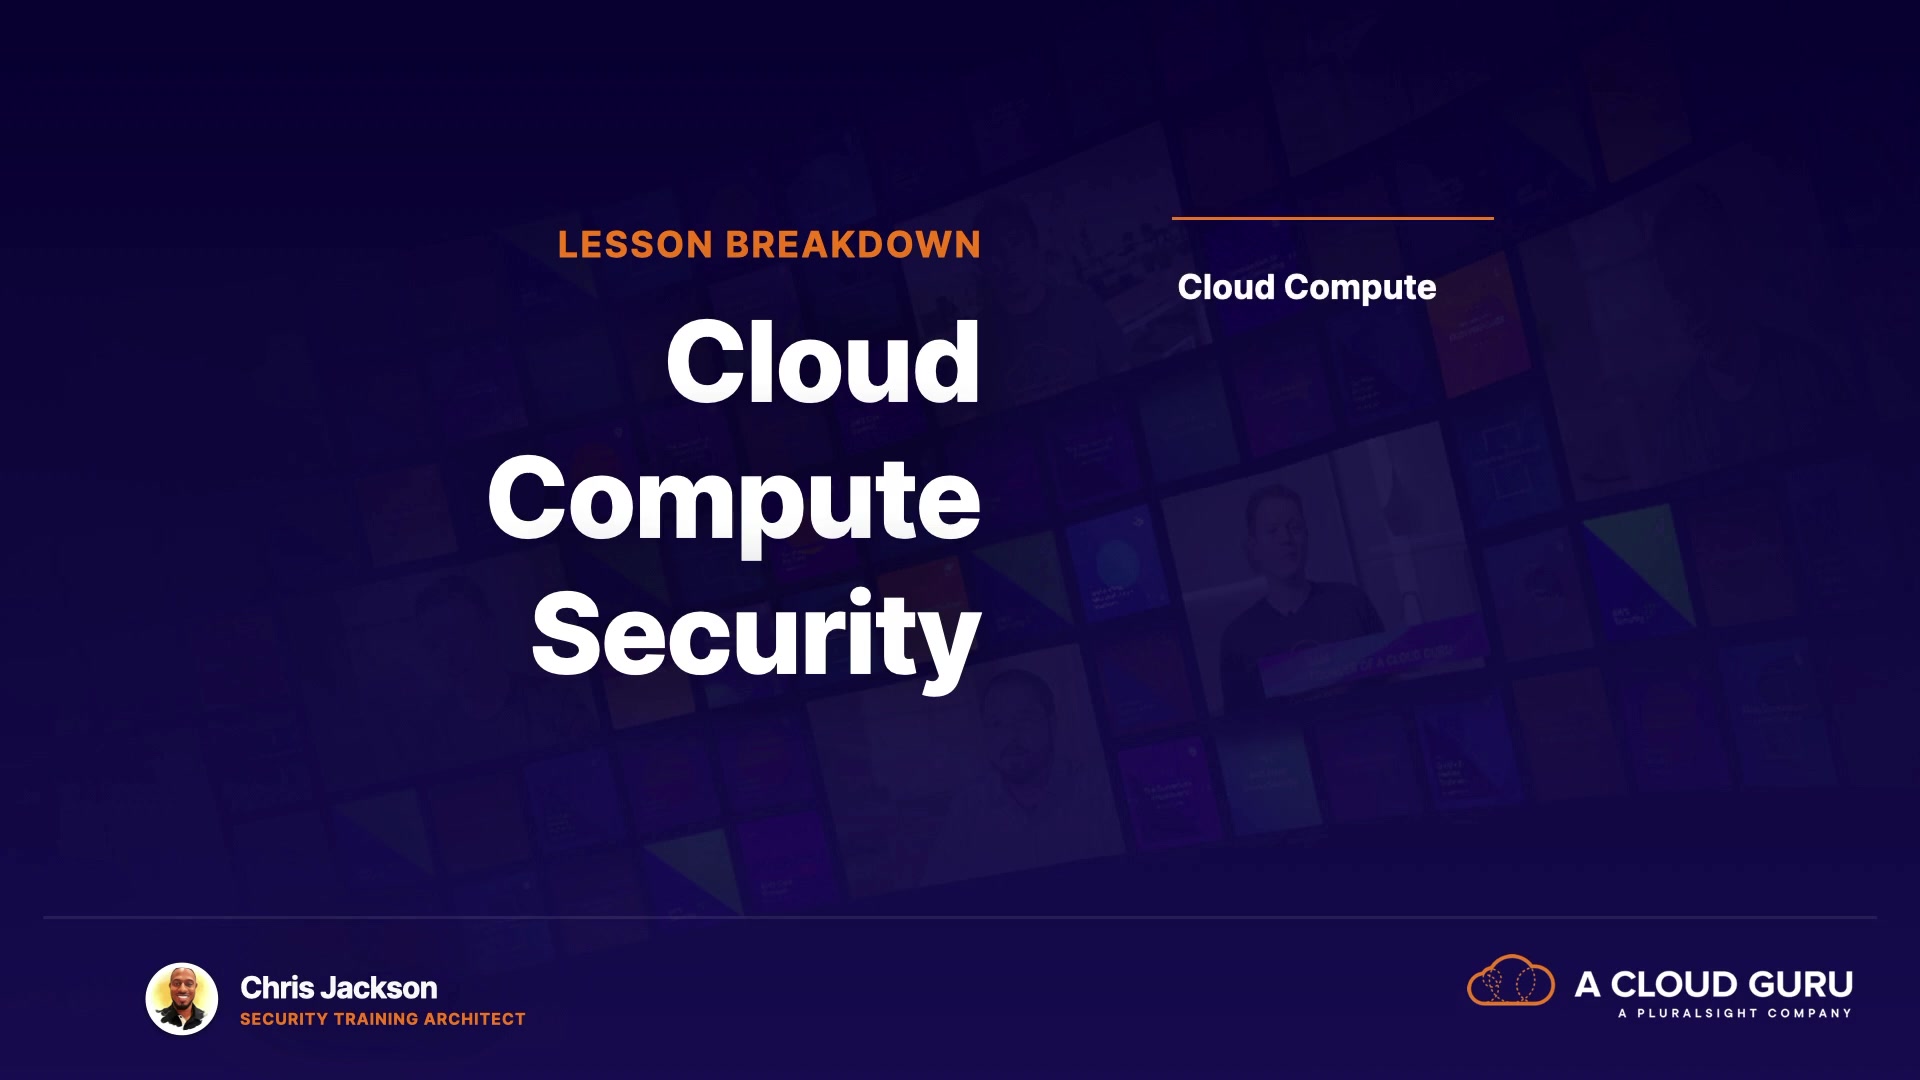 LESSON BREAKDOWN
Cloud
Compute
Security
Cloud Compute
Chris Jackson
SECURITY TRAINING ARCHITECT
A CLOUD GURU
A PLURALSIGHT COMPANY